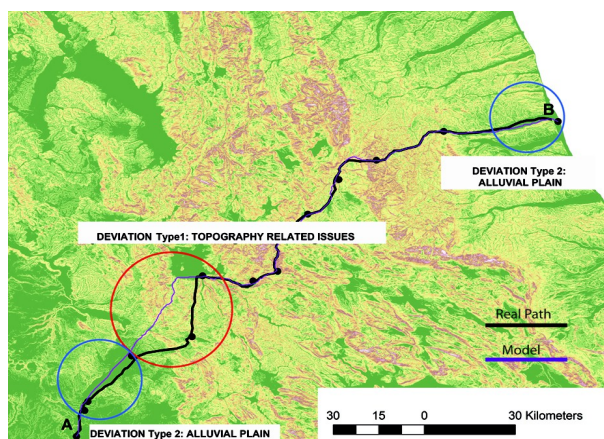 B
DEVIATION Type 2:
ALLUVIAL PLAIN
DEVIATION Type1: TOPOGRAPHY RELATED ISSUES
Real Path
Model
A
DEVIATION Type 2: ALLUVIAL PLAIN
30 15 0 30 Kilometers